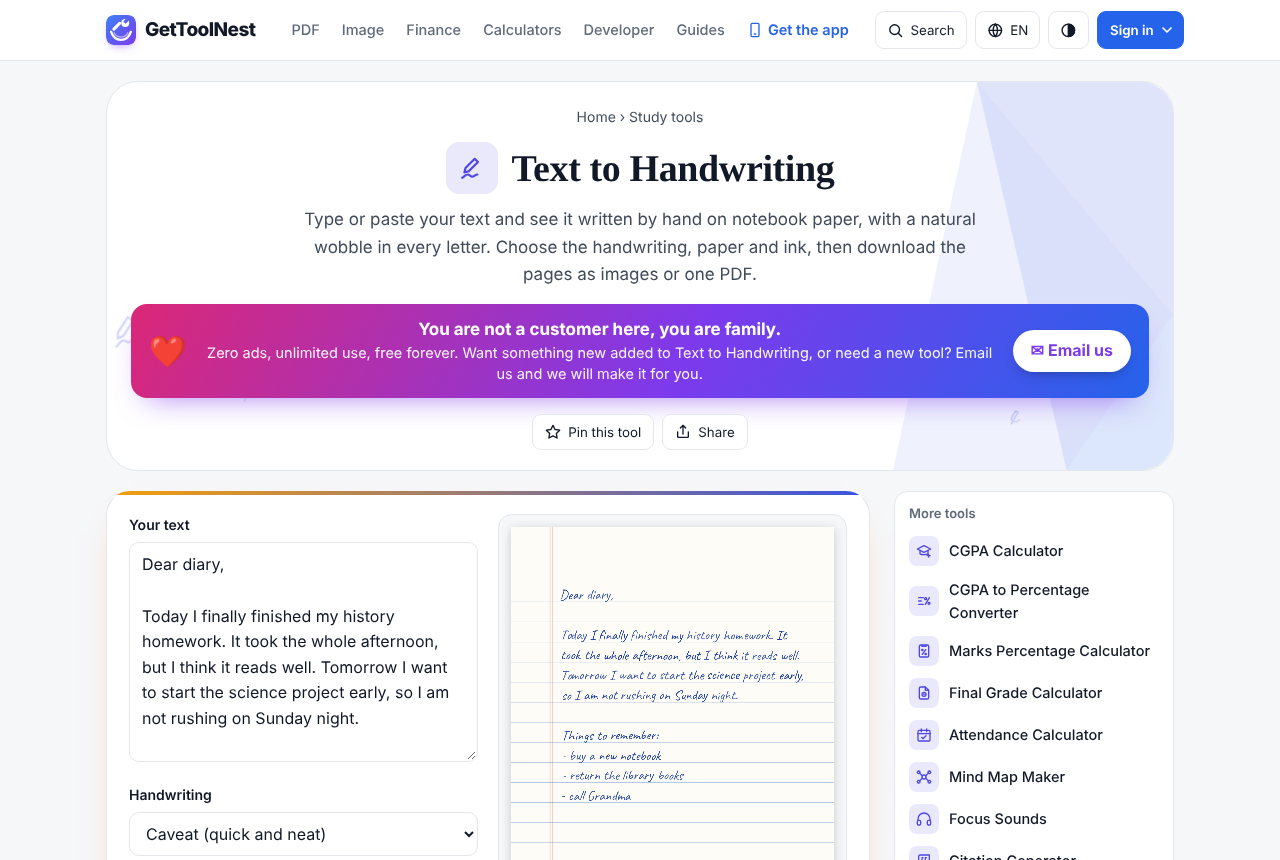 GetToolNest
PDF
Image
Finance
Calculators
Developer
Guides
Get the app
Search
EN
Sign in
Home › Study tools
Text to Handwriting
Type or paste your text and see it written by hand on notebook paper, with a natural
wobble in every letter. Choose the handwriting, paper and ink, then download the
pages as images or one PDF.
You are not a customer here, you are family.
Zero ads, unlimited use, free forever. Want something new added to Text to Handwriting, or need a new tool? Email
us and we will make it for you.
✉ Email us
Pin this tool
Share
Your text
Dear diary,
Today I finally finished my history
homework. It took the whole afternoon,
but I think it reads well. Tomorrow I want
to start the science project early, so I am
not rushing on Sunday night.
Handwriting
Caveat (quick and neat)
Dear diary,
Today I finally finished my history homework. It
took the whole afternoon, but I think it reads well.
Tomorrow I want to start the science project early,
so I am not rushing on Sunday night.
Things to remember:
- buy a new notebook
- return the library books
- call Grandma
More tools
CGPA Calculator
CGPA to Percentage
Converter
Marks Percentage Calculator
Final Grade Calculator
Attendance Calculator
Mind Map Maker
Focus Sounds
Citation Generator